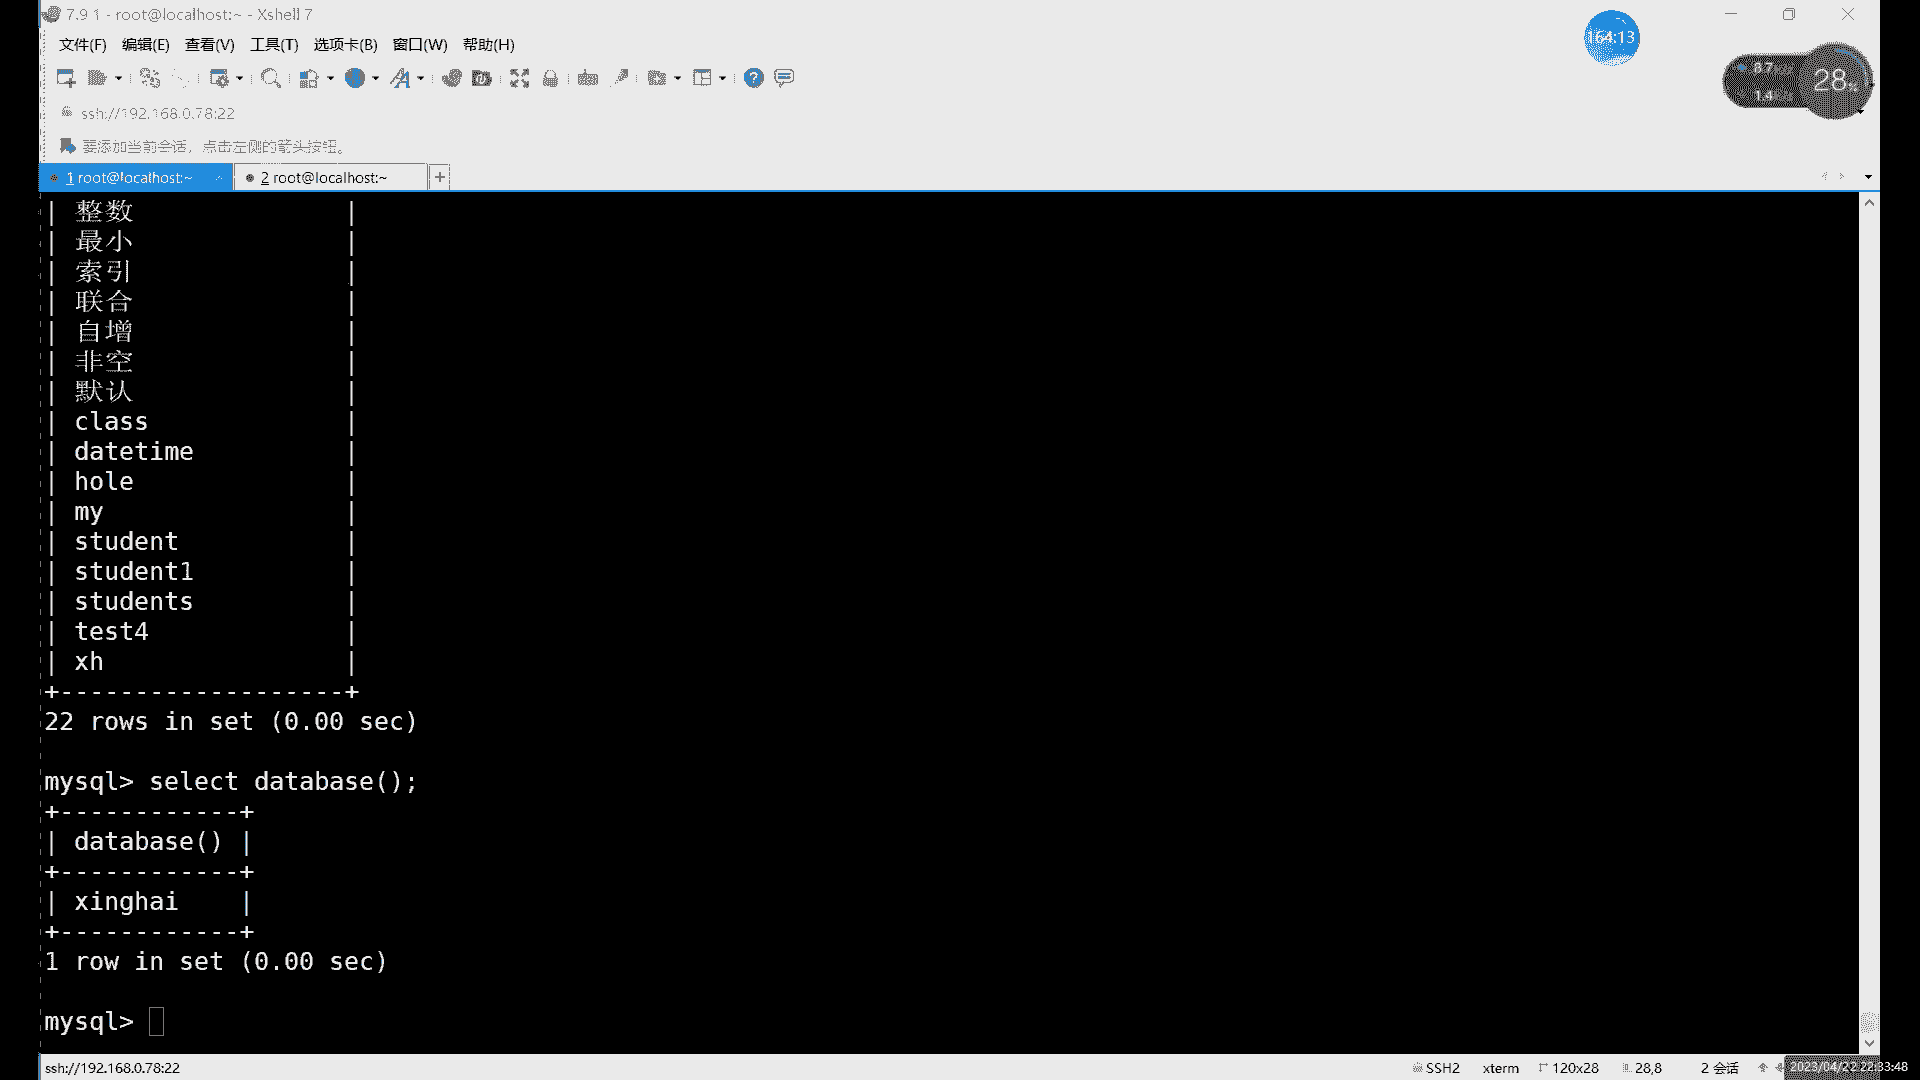 7.9 1 - root@localhost:~ - Xshell 7
164:13
文件(F) 编辑(E) 查看(V) 工具(T) 选项卡(B) 窗口(W) 帮助(H)
28%
ssh://192.168.0.78:22
要添加当前会话，点击左侧的箭头按钮。
1 root@localhost:~
2 root@localhost:~
+
| 整数 |
| 最小 |
| 索引 |
| 联合 |
| 自增 |
| 非空 |
| 默认 |
| class |
| datetime |
| hole |
| my |
| student |
| student1 |
| students |
| test4 |
| xh |
+-------------------+
22 rows in set (0.00 sec)
mysql> select database();
+------------+
| database() |
+------------+
| xinghai |
+------------+
1 row in set (0.00 sec)
mysql>
ssh://192.168.0.78:22 SSH2 xterm 120x28 28,8 2 会话 2023/04/22 22:33:48